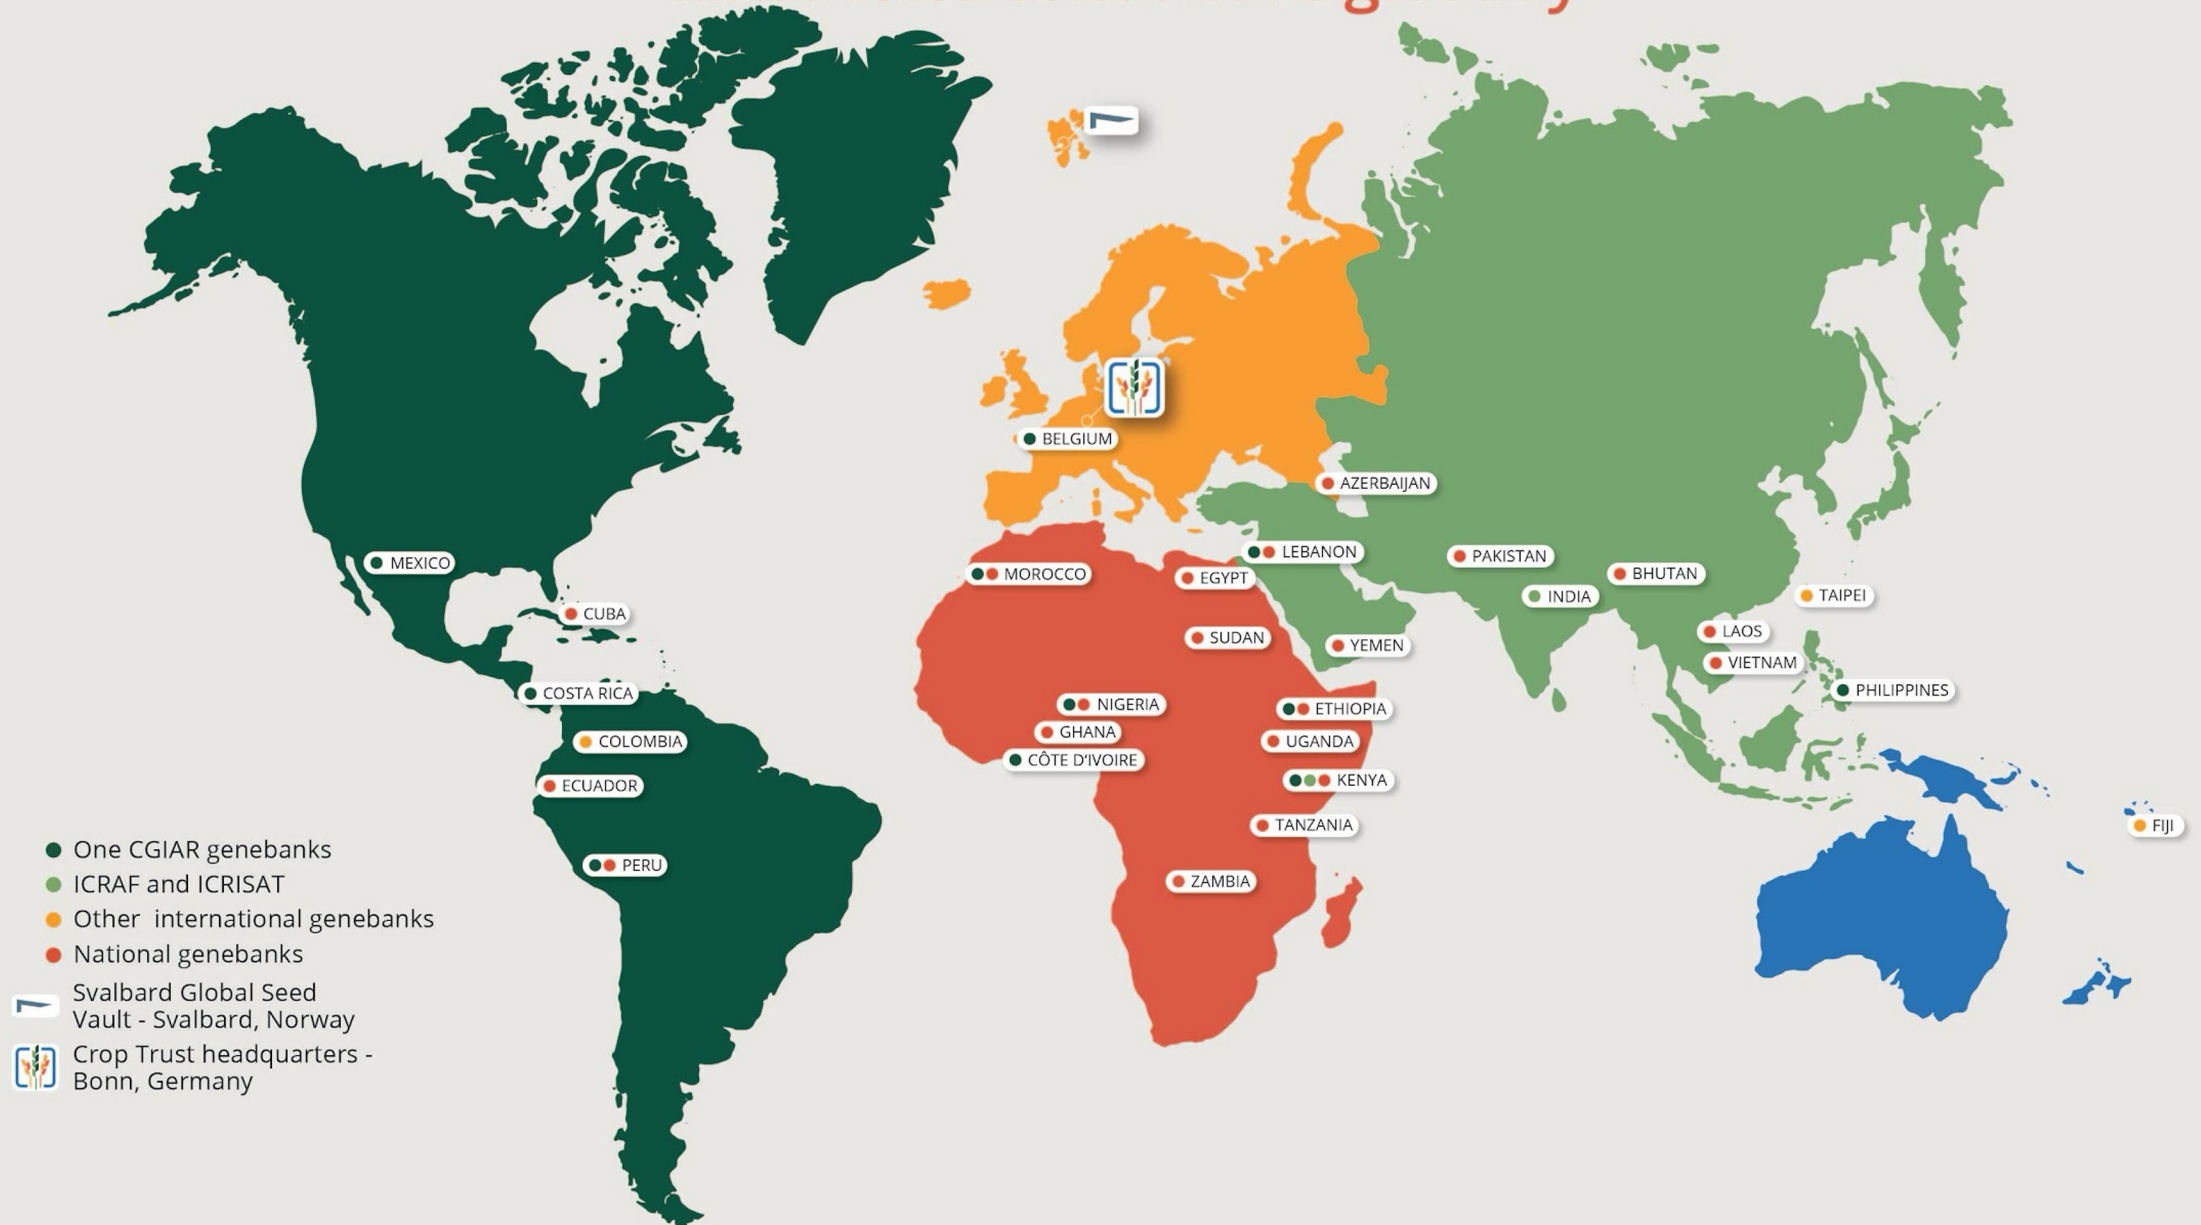 BELGIUM
AZERBAIJAN
MEXICO
MOROCCO
EGYPT
LEBANON
PAKISTAN
BHUTAN
INDIA
TAIPEI
CUBA
SUDAN
YEMEN
LAOS
VIETNAM
COSTA RICA
NIGERIA
ETHIOPIA
PHILIPPINES
COLOMBIA
GHANA
UGANDA
CÔTE D'IVOIRE
ECUADOR
KENYA
TANZANIA
FIJI
PERU
ZAMBIA
One CGIAR genebanks
ICRAF and ICRISAT
Other international genebanks
National genebanks
Svalbard Global Seed
Vault - Svalbard, Norway
Crop Trust headquarters -
Bonn, Germany